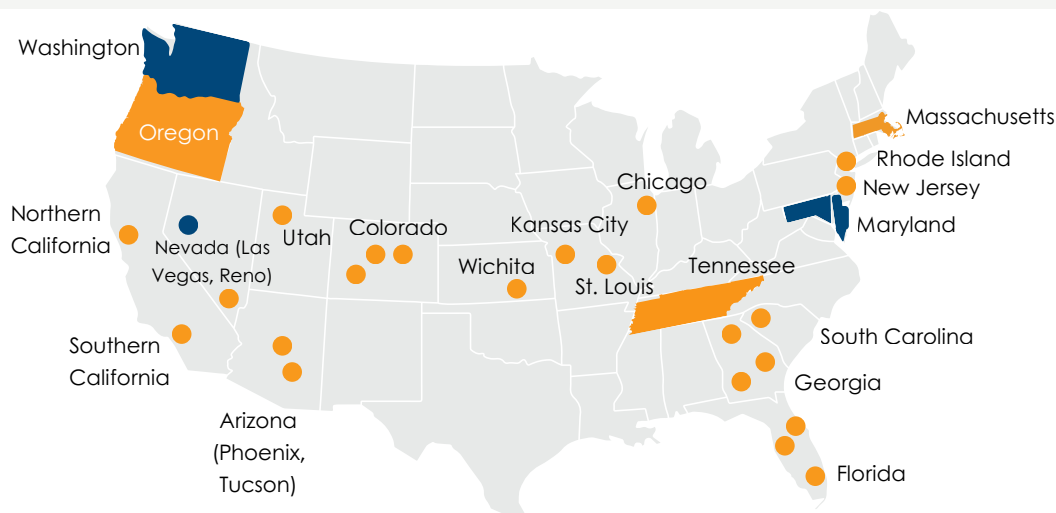 Washington
Oregon
Massachusetts
Rhode Island
New Jersey
Maryland
Chicago
Northern
California
Nevada (Las
Vegas, Reno)
Utah
Colorado
Kansas City
Wichita
St. Louis
Tennessee
Southern
California
South Carolina
Georgia
Arizona
(Phoenix,
Tucson)
Florida